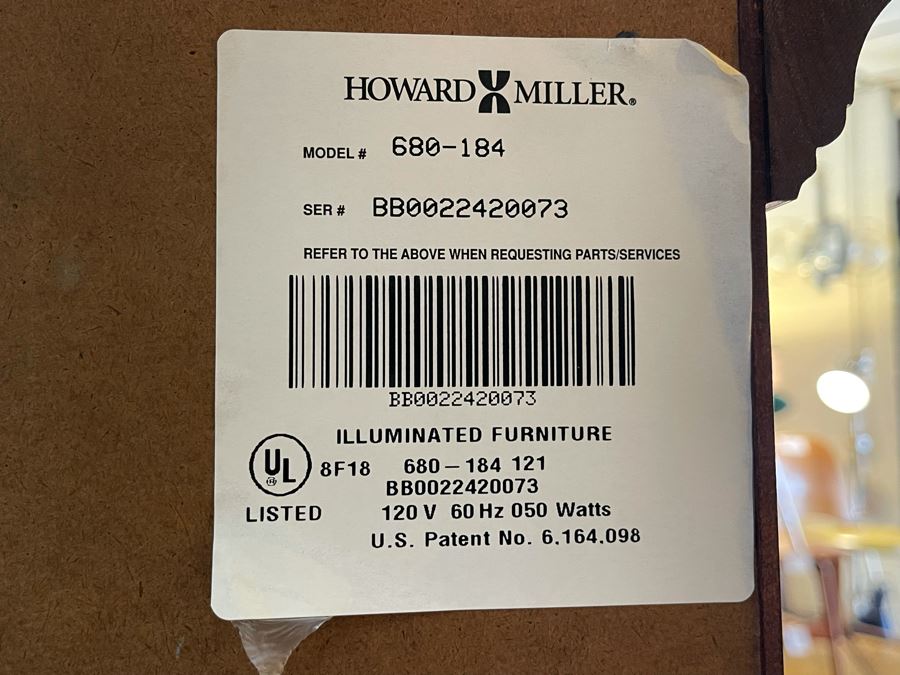 HOWARD MILLER®
MODEL # 680-184
SER # BB0022420073
REFER TO THE ABOVE WHEN REQUESTING PARTS/SERVICES
BB0022420073
ILLUMINATED FURNITURE
UL 8F18 680-184 121
BB0022420073
LISTED 120 V 60 Hz 050 Watts
U.S. Patent No. 6,164,098